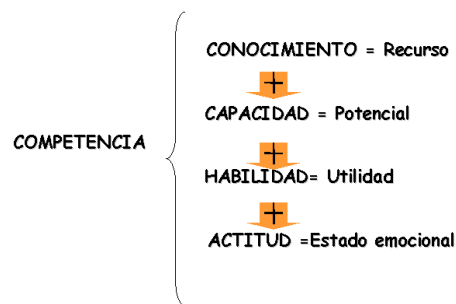 CONOCIMIENTO = Recurso
+
CAPACIDAD = Potencial
COMPETENCIA
+
HABILIDAD= Utilidad
+
ACTITUD =Estado emocional